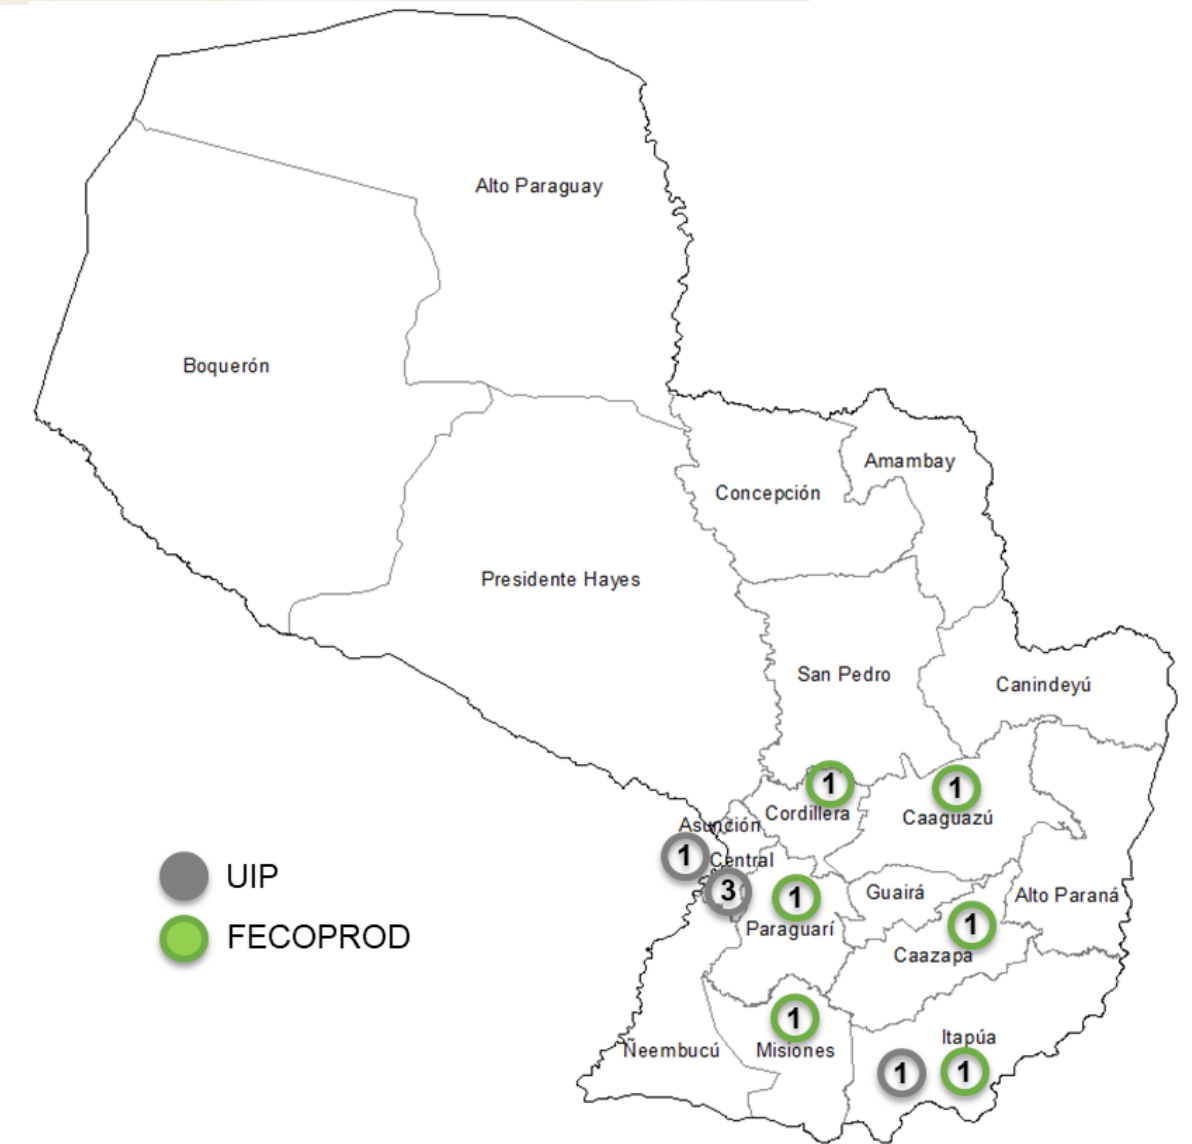 Alto Paraguay
Boquerón
Amambay
Concepción
Presidente Hayes
San Pedro
Canindeyú
1
1
Cordillera
Caaguazú
Asunción
1
Central
UIP
3
1
Guairá
Alto Paraná
1
Paraguarí
FECOPROD
Caazapa
1
Itapúa
Ñeembucú
Misiones
1
1